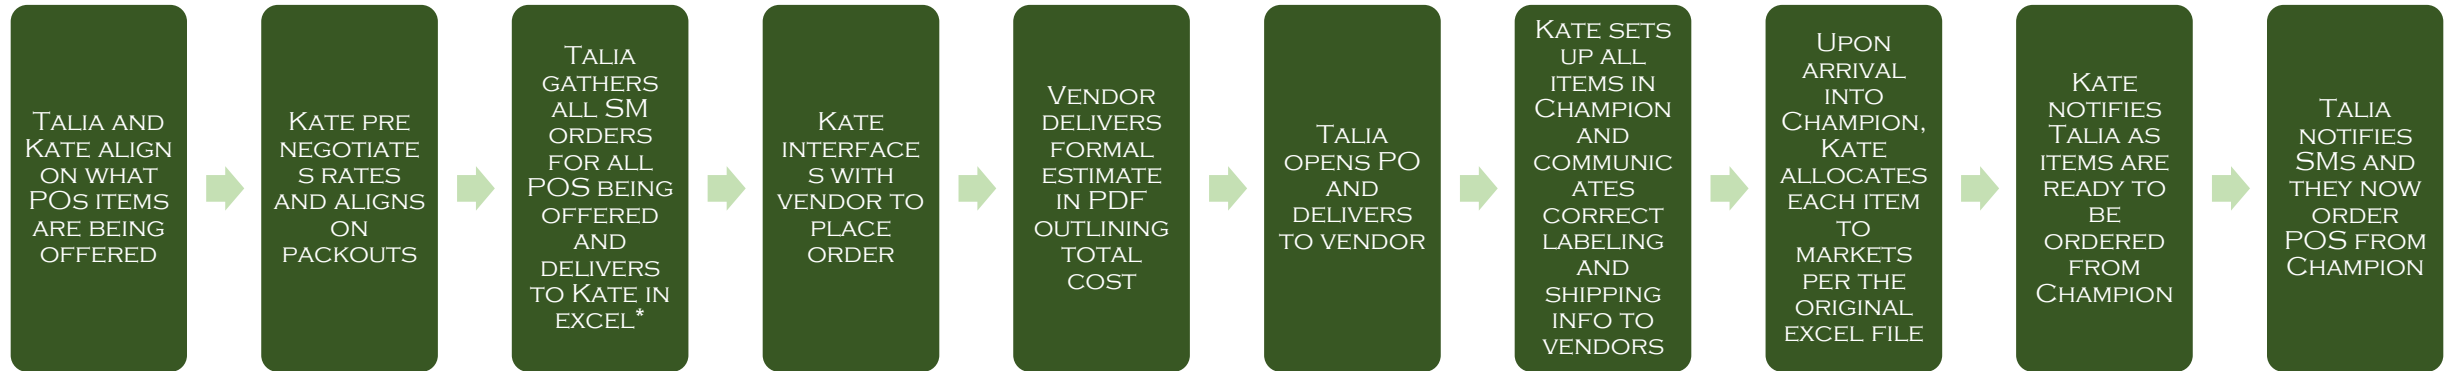 Talia and
Kate align
on what
POs items
are being
offered
Kate pre
negotiate
s rates
and aligns
on
packouts
Talia
gathers
all SM
orders
for all
POS being
offered
and
delivers
to Kate in
excel*
Kate
interface
s with
vendor to
place
order
Vendor
delivers
formal
estimate
in PDF
outlining
total
cost
Talia
opens PO
and
delivers
to vendor
Kate sets
up all
items in
Champion
and
communic
ates
correct
labeling
and
shipping
info to
vendors
Upon
arrival
into
Champion,
Kate
allocates
each item
to
markets
per the
original
excel file
Kate
notifies
Talia as
items are
ready to
be
ordered
from
Champion
Talia
notifies
SMs and
they now
order
POS from
Champion